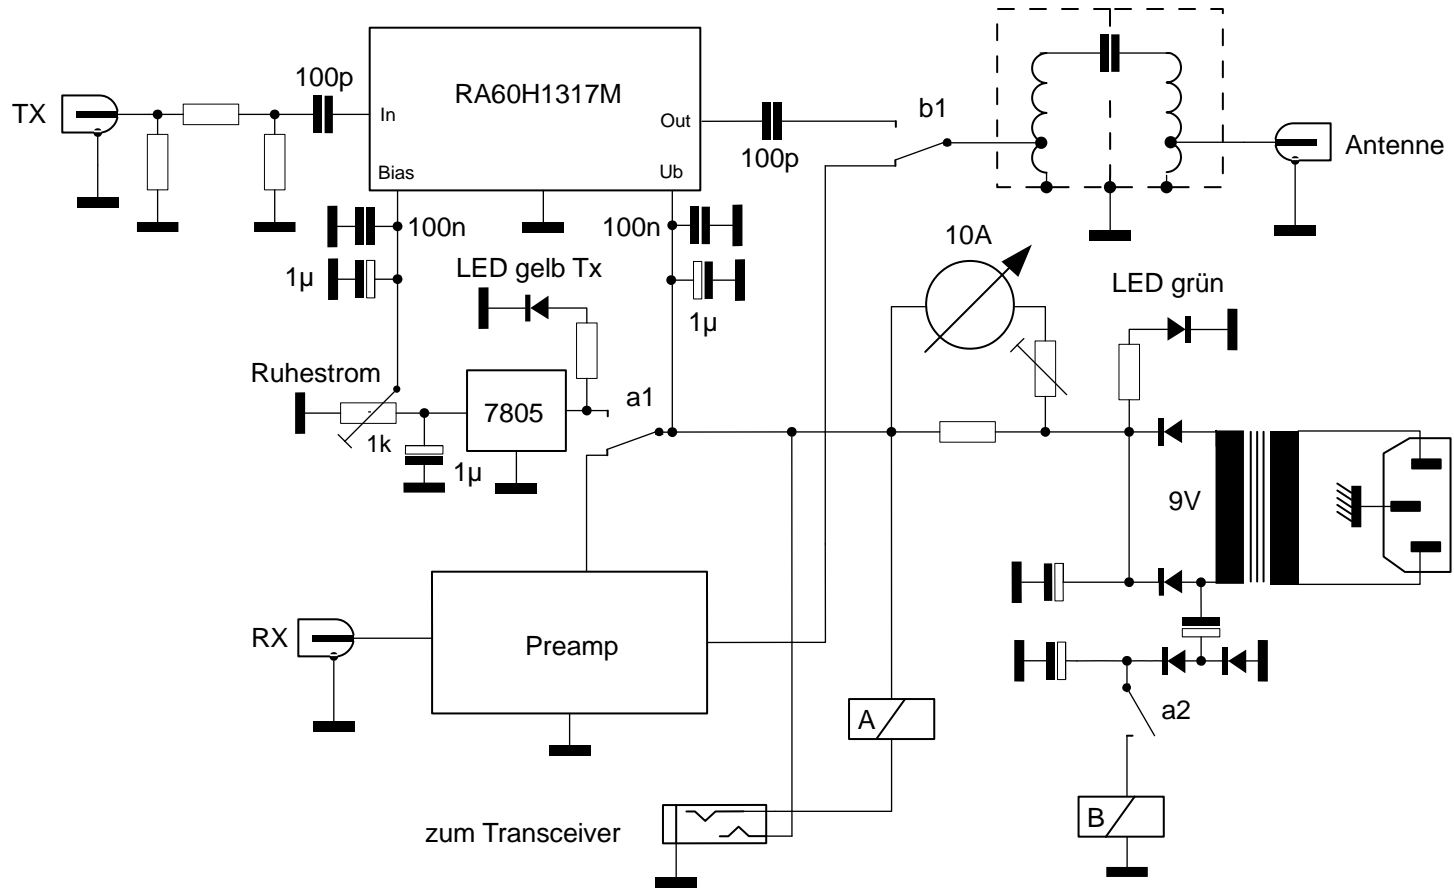 100p
RA60H1317M
TX
In
Out
b1
100p
Antenne
Bias
Ub
100n
100n
10A
1µ
LED gelb Tx
LED grün
1µ
Ruhestrom
7805
a1
1k
1µ
9V
RX
Preamp
A
a2
B
zum Transceiver